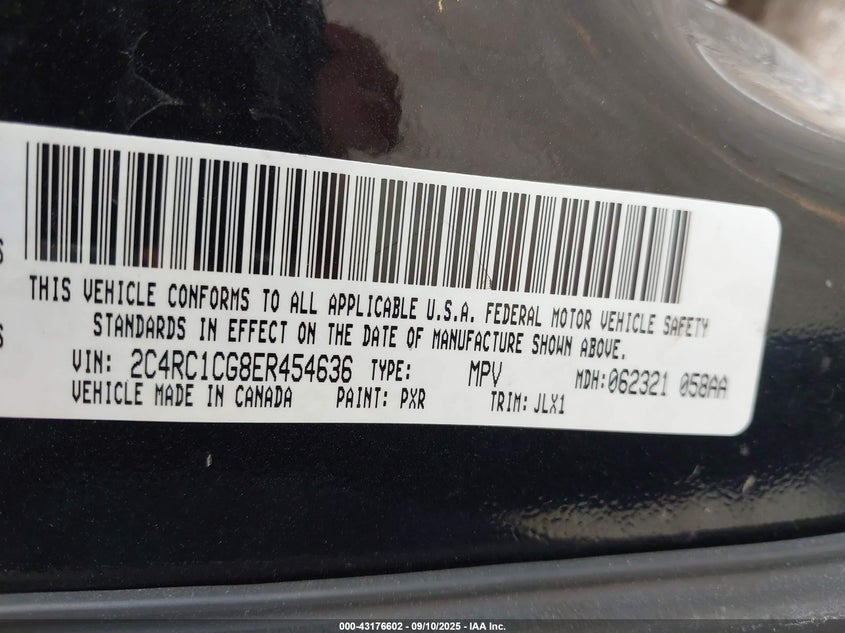 THIS VEHICLE CONFORMS TO ALL APPLICABLE U.S.A. FEDERAL MOTOR VEHICLE SAFETY
STANDARDS IN EFFECT ON THE DATE OF MANUFACTURE SHOWN ABOVE.
VIN: 2C4RC1CG8ER454636 TYPE: MPV MDH:062321 058AA
VEHICLE MADE IN CANADA PAINT: PXR TRIM: JLX1
000-43176602 - 09/10/2025 - IAA Inc.